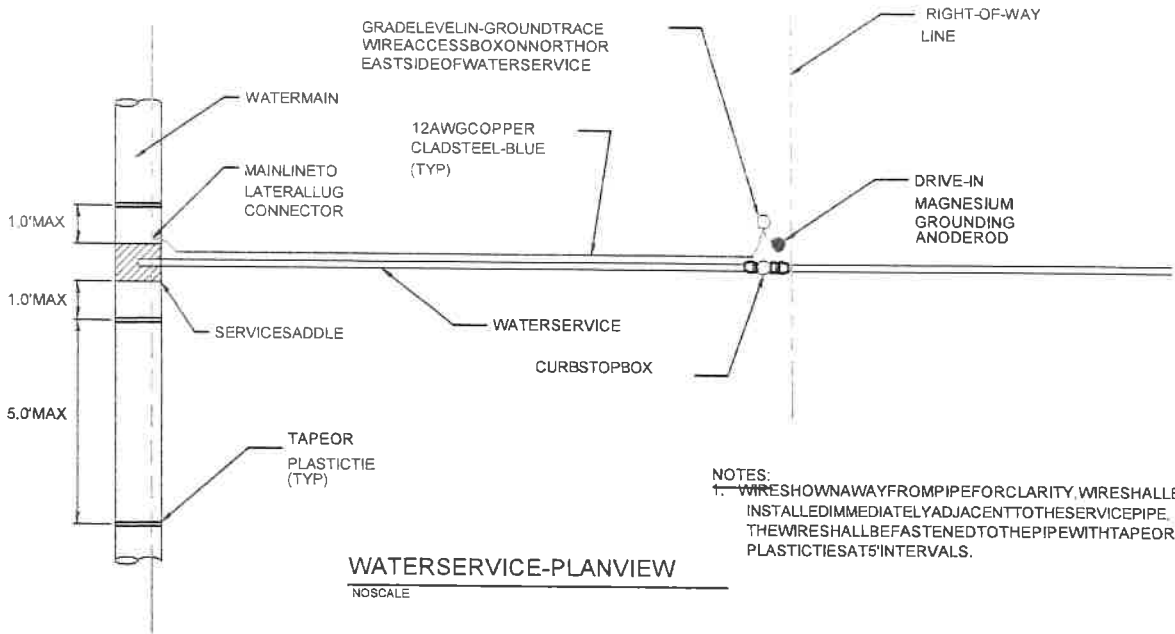 GRADELEVELIN-GROUNDTRACE
WIREACCESSBOXONNORTHOR
EASTSIDEOFWATERSERVICE
RIGHT-OF-WAY
LINE
WATERMAIN
12AWGCOPPER
CLADSTEEL-BLUE
(TYP)
MAINLINETO
LATERALLUG
CONNECTOR
DRIVE-IN
MAGNESIUM
GROUNDING
ANODEROD
1.0'MAX
1.0'MAX
SERVICESADDLE
WATERSERVICE
CURBSTOPBOX
5.0'MAX
TAPEOR
PLASTICTIE
(TYP)
NOTES:
1. WIRESHOWNAWAYFROMPIPEFORCLARITY,WIRESHALLB
INSTALLEDIMMEDIATELYADJACENTTOTHESERVICEPIPE.
THEWIRESHALLBEFASTENEDTOTHEPIPEWITHTAPEOR
PLASTICTIESAT5'INTERVALS.
WATERSERVICE-PLANVIEW
NOSCALE